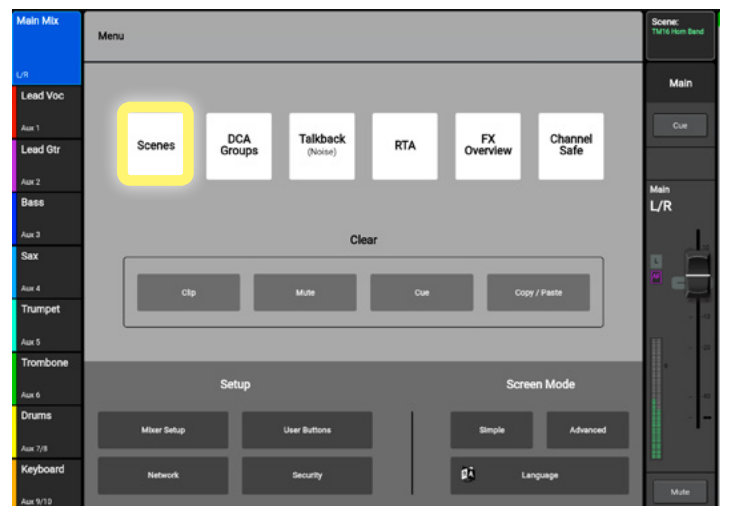 Main Mix
L/R
Lead Voc
Aux 1
Lead Gtr
Aux 2
Bass
Aux 3
Sax
Aux 4
Trumpet
Aux 5
Trombone
Aux 6
Drums
Aux 7/8
Keyboard
Aux 9/10
Menu
Scenes
DCA
Groups
Talkback
(Noise)
RTA
FX
Overview
Channel
Safe
Clear
Clip
Mute
Cue
Copy / Paste
Setup
Mixer Setup
User Buttons
Network
Security
Screen Mode
Simple
Advanced
Language
Scene:
TM16 Horn Band
Main
Cue
Main
L/R
L
Mute